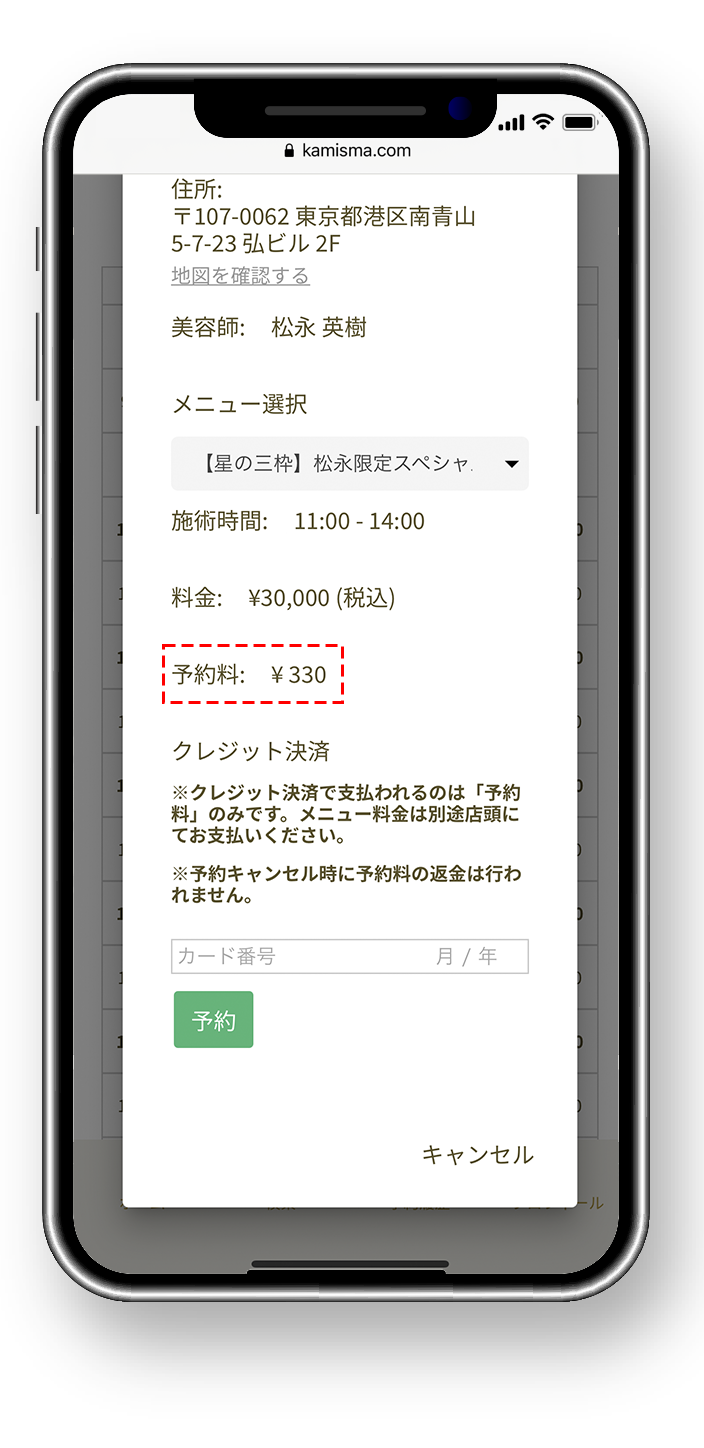 kamisma.com
住所:
〒107-0062 東京都港区南青山
5-7-23 弘ビル 2F
地図を確認する
美容師: 松永 英樹
メニュー選択
【星の三枠】松永限定スペシャ
施術時間: 11:00 - 14:00
料金: ¥30,000 (税込)
予約料: ¥ 330
クレジット決済
※クレジット決済で支払われるのは「予約
料」のみです。メニュー料金は別途店頭に
てお支払いください。
※予約キャンセル時に予約料の返金は行わ
れません。
カード番号 月 / 年
予約
キャンセル